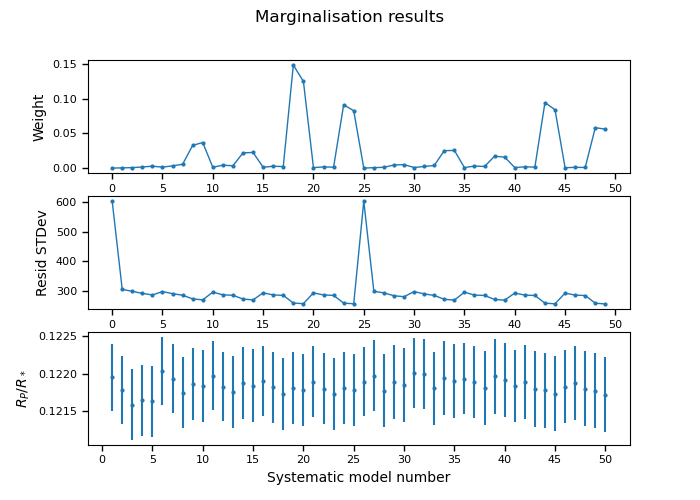 Marginalisation results
0.15
0.10
0.05
0.00
Weight
0 5 10 15 20 25 30 35 40 45 50
600
500
400
300
Resid STDev
0 5 10 15 20 25 30 35 40 45 50
0.1225
0.1220
0.1215
R_P/R_*
0 5 10 15 20 25 30 35 40 45 50
Systematic model number